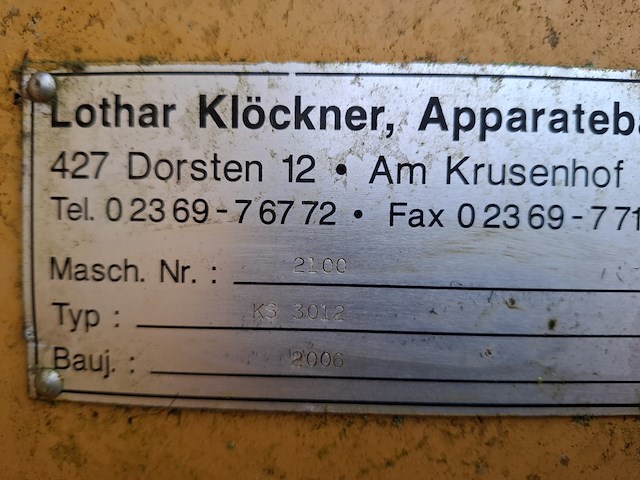 Lothar Klöckner, Apparateba
427 Dorsten 12 • Am Krusenhof
Tel. 0 23 69 - 7 67 72 • Fax 0 23 69 - 7 71
Masch. Nr. : 2100
Typ : KS 3012
Bauj. : 2006